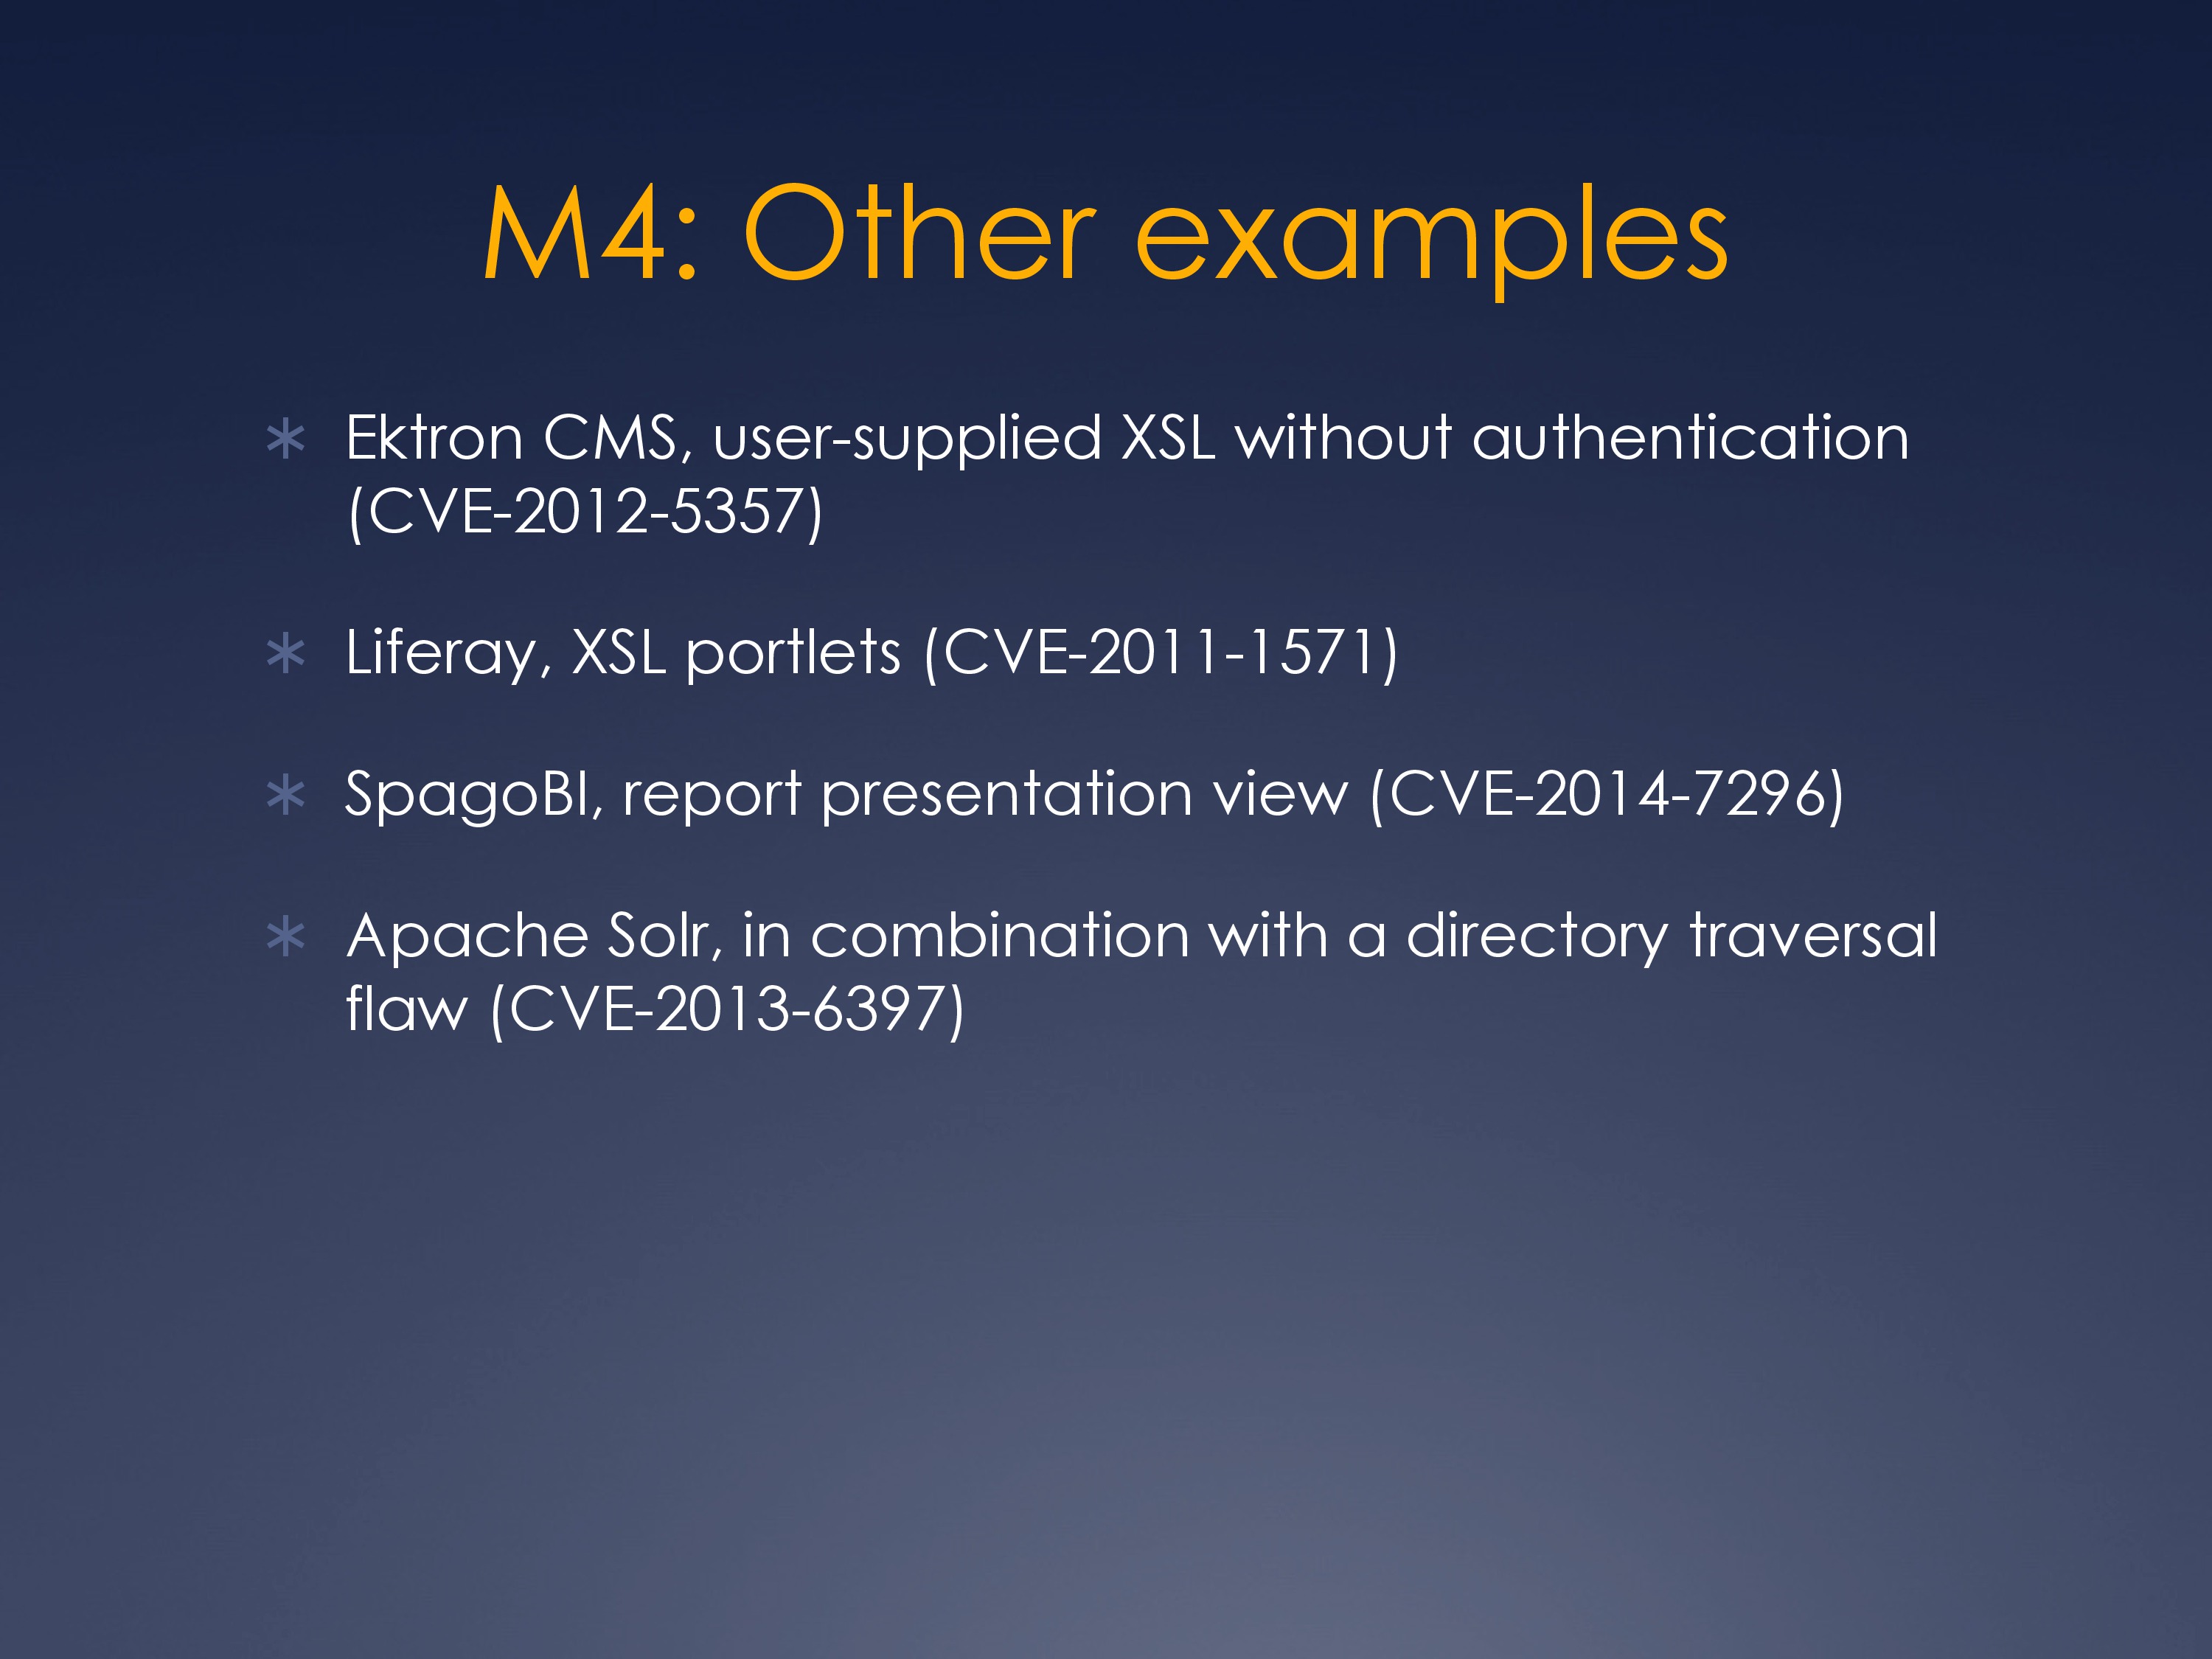 M4: Other examples
* Ektron CMS, user-supplied XSL without authentication
(CVE-2012-5357)
* Liferay, XSL portlets (CVE-2011-1571)
* SpagoBI, report presentation view (CVE-2014-7296)
* Apache Solr, in combination with a directory traversal
flaw (CVE-2013-6397)